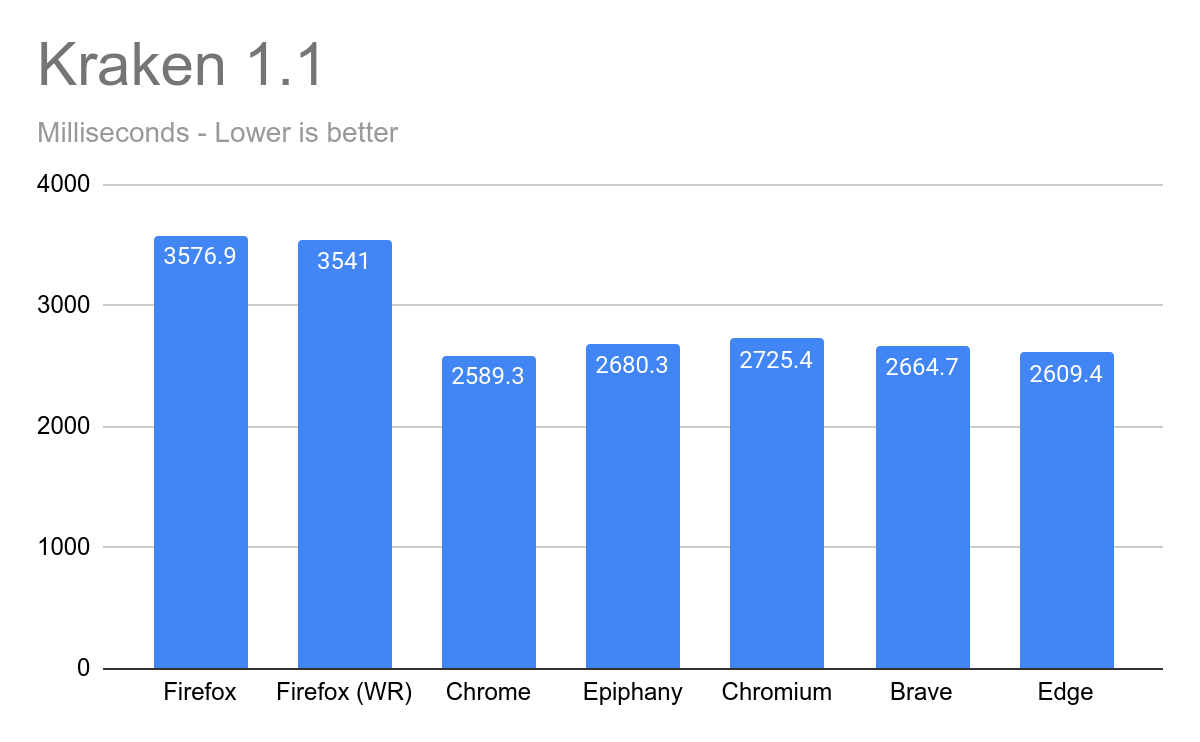 Kraken 1.1
Milliseconds - Lower is better
4000
3000
2000
1000
0
3576.9
3541
2589.3
2680.3
2725.4
2664.7
2609.4
Firefox
Firefox (WR)
Chrome
Epiphany
Chromium
Brave
Edge